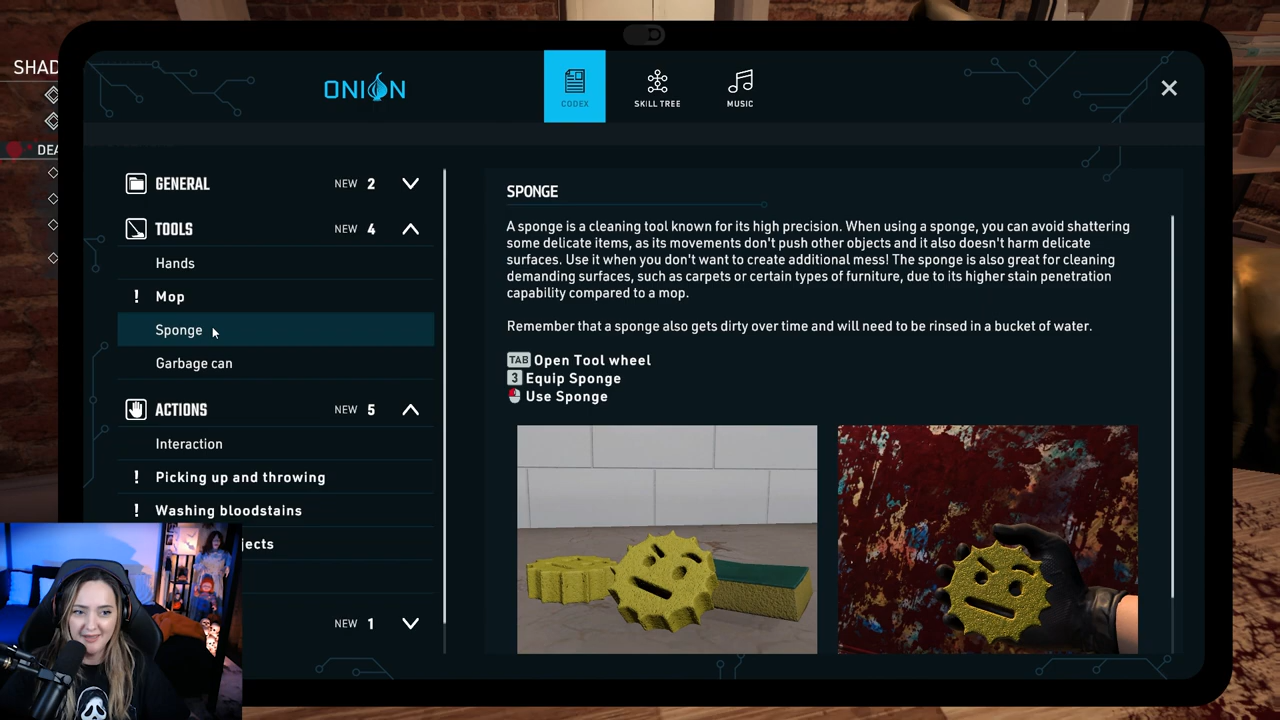 SHAD
DEA
ONION
CODEX
SKILL TREE
MUSIC
GENERAL NEW 2
TOOLS NEW 4
Hands
! Mop
Sponge
Garbage can
ACTIONS NEW 5
Interaction
! Picking up and throwing
! Washing bloodstains
jects
NEW 1
SPONGE
A sponge is a cleaning tool known for its high precision. When using a sponge, you can avoid shattering
some delicate items, as its movements don't push other objects and it also doesn't harm delicate
surfaces. Use it when you don't want to create additional mess! The sponge is also great for cleaning
demanding surfaces, such as carpets or certain types of furniture, due to its higher stain penetration
capability compared to a mop.
Remember that a sponge also gets dirty over time and will need to be rinsed in a bucket of water.
TAB Open Tool wheel
3 Equip Sponge
Use Sponge